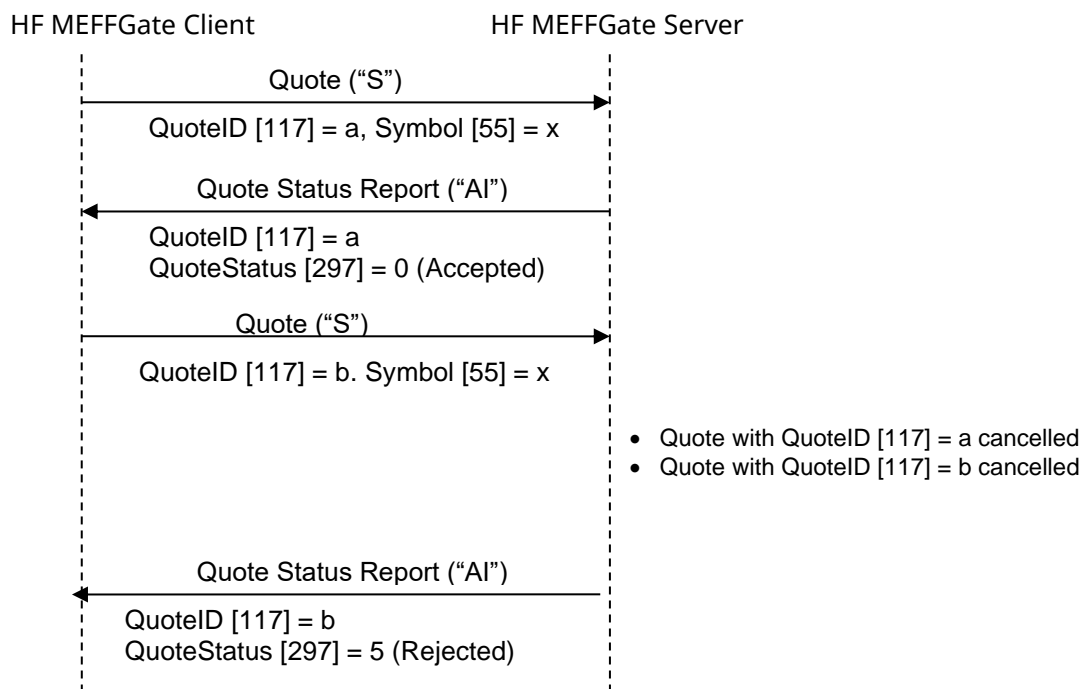 HF MEFFGate Client
HF MEFFGate Server
Quote (“S”)
QuoteID [117] = a, Symbol [55] = x
Quote Status Report (“AI”)
QuoteID [117] = a
QuoteStatus [297] = 0 (Accepted)
Quote (“S”)
QuoteID [117] = b. Symbol [55] = x
• Quote with QuoteID [117] = a cancelled
• Quote with QuoteID [117] = b cancelled
Quote Status Report (“AI”)
QuoteID [117] = b
QuoteStatus [297] = 5 (Rejected)